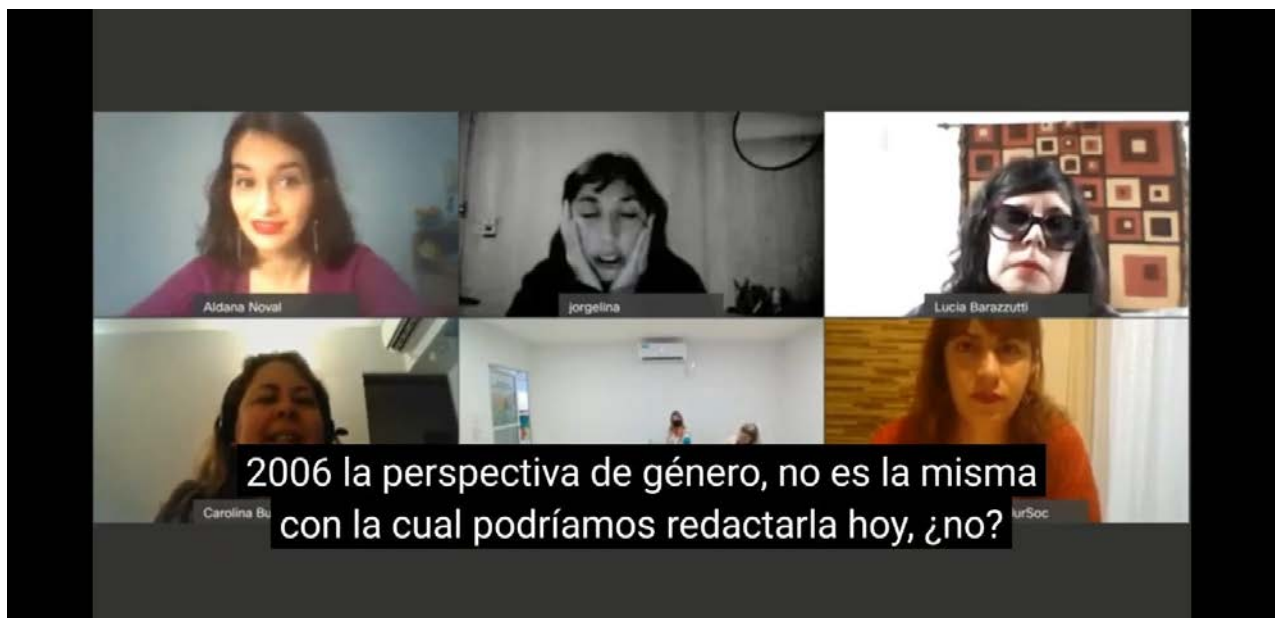 Aldana Noval
jorgelina
Lucia Barazzutti
Carolina
2006 la perspectiva de género, no es la misma
con la cual podríamos redactarla hoy, ¿no?